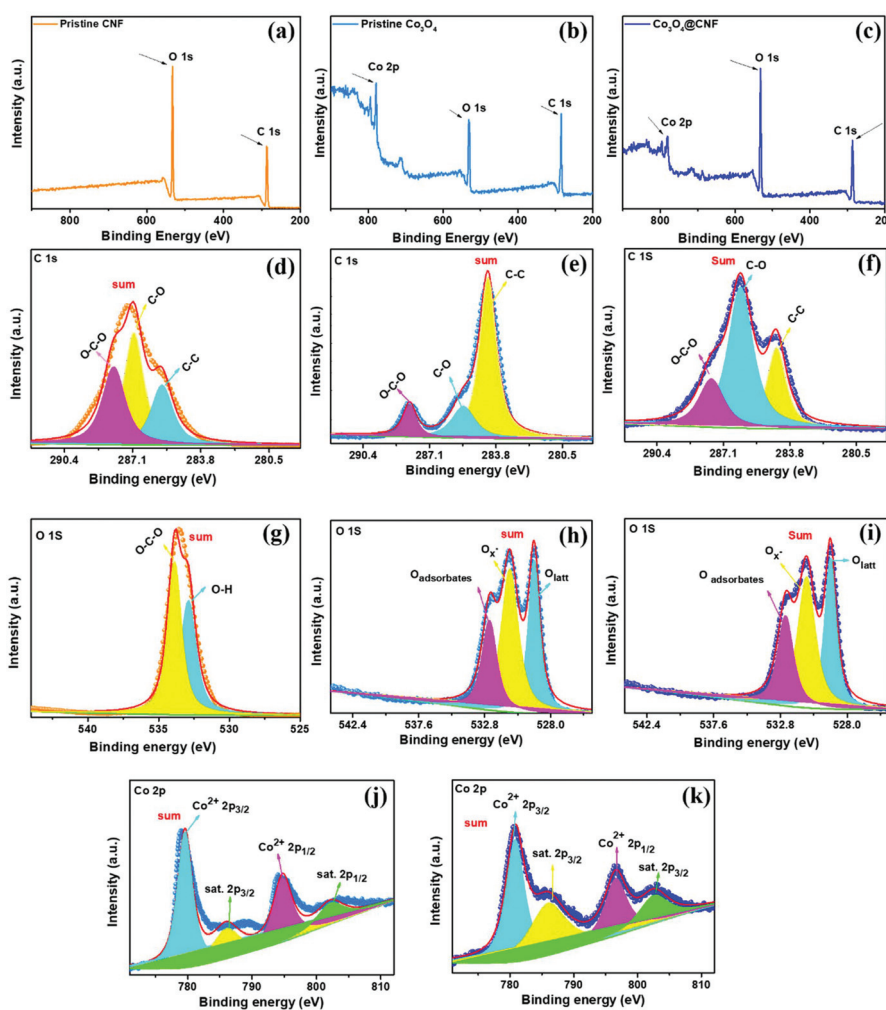 Pristine CNF
(a)
O 1s
C 1s
Intensity (a.u.)
800 600 400 200
Binding Energy (eV)
Pristine Co₃O₄
(b)
Co 2p
O 1s
C 1s
Intensity (a.u.)
800 600 400 200
Binding Energy (eV)
Co₃O₄@CNF
(c)
O 1s
Co 2p
C 1s
Intensity (a.u.)
800 600 400 200
Binding Energy (eV)
C 1s
(d)
sum
C-O
O-C-O
C-C
Intensity (a.u.)
290.4 287.1 283.8 280.5
Binding energy (eV)
C 1s
(e)
sum
C-C
O-C-O
C-O
Intensity (a.u.)
290.4 287.1 283.8 280.5
Binding energy (eV)
C 1S
(f)
Sum
C-O
C-C
O-C-O
Intensity (a.u.)
290.4 287.1 283.8 280.5
Binding energy (eV)
O 1S
(g)
O-C-O
sum
O-H
Intensity (a.u.)
540 535 530 525
Binding energy (eV)
O 1S
(h)
sum
Oₓ-
O adsorbates
O latt
Intensity (a.u.)
542.4 537.6 532.8 528.0
Binding energy (eV)
O 1S
(i)
Sum
Oₓ-
O adsorbates
O latt
Intensity (a.u.)
542.4 537.6 532.8 528.0
Binding energy (eV)
Co 2p
(j)
Co²⁺ 2p3/2
sum
Co²⁺ 2p1/2
sat. 2p3/2
sat. 2p1/2
Intensity (a.u.)
780 790 800 810
Binding energy (eV)
Co 2p
(k)
Co²⁺
2p3/2
sum
sat. 2p3/2
Co²⁺
2p1/2
sat. 2p3/2
Intensity (a.u.)
780 790 800 810
Binding energy (eV)